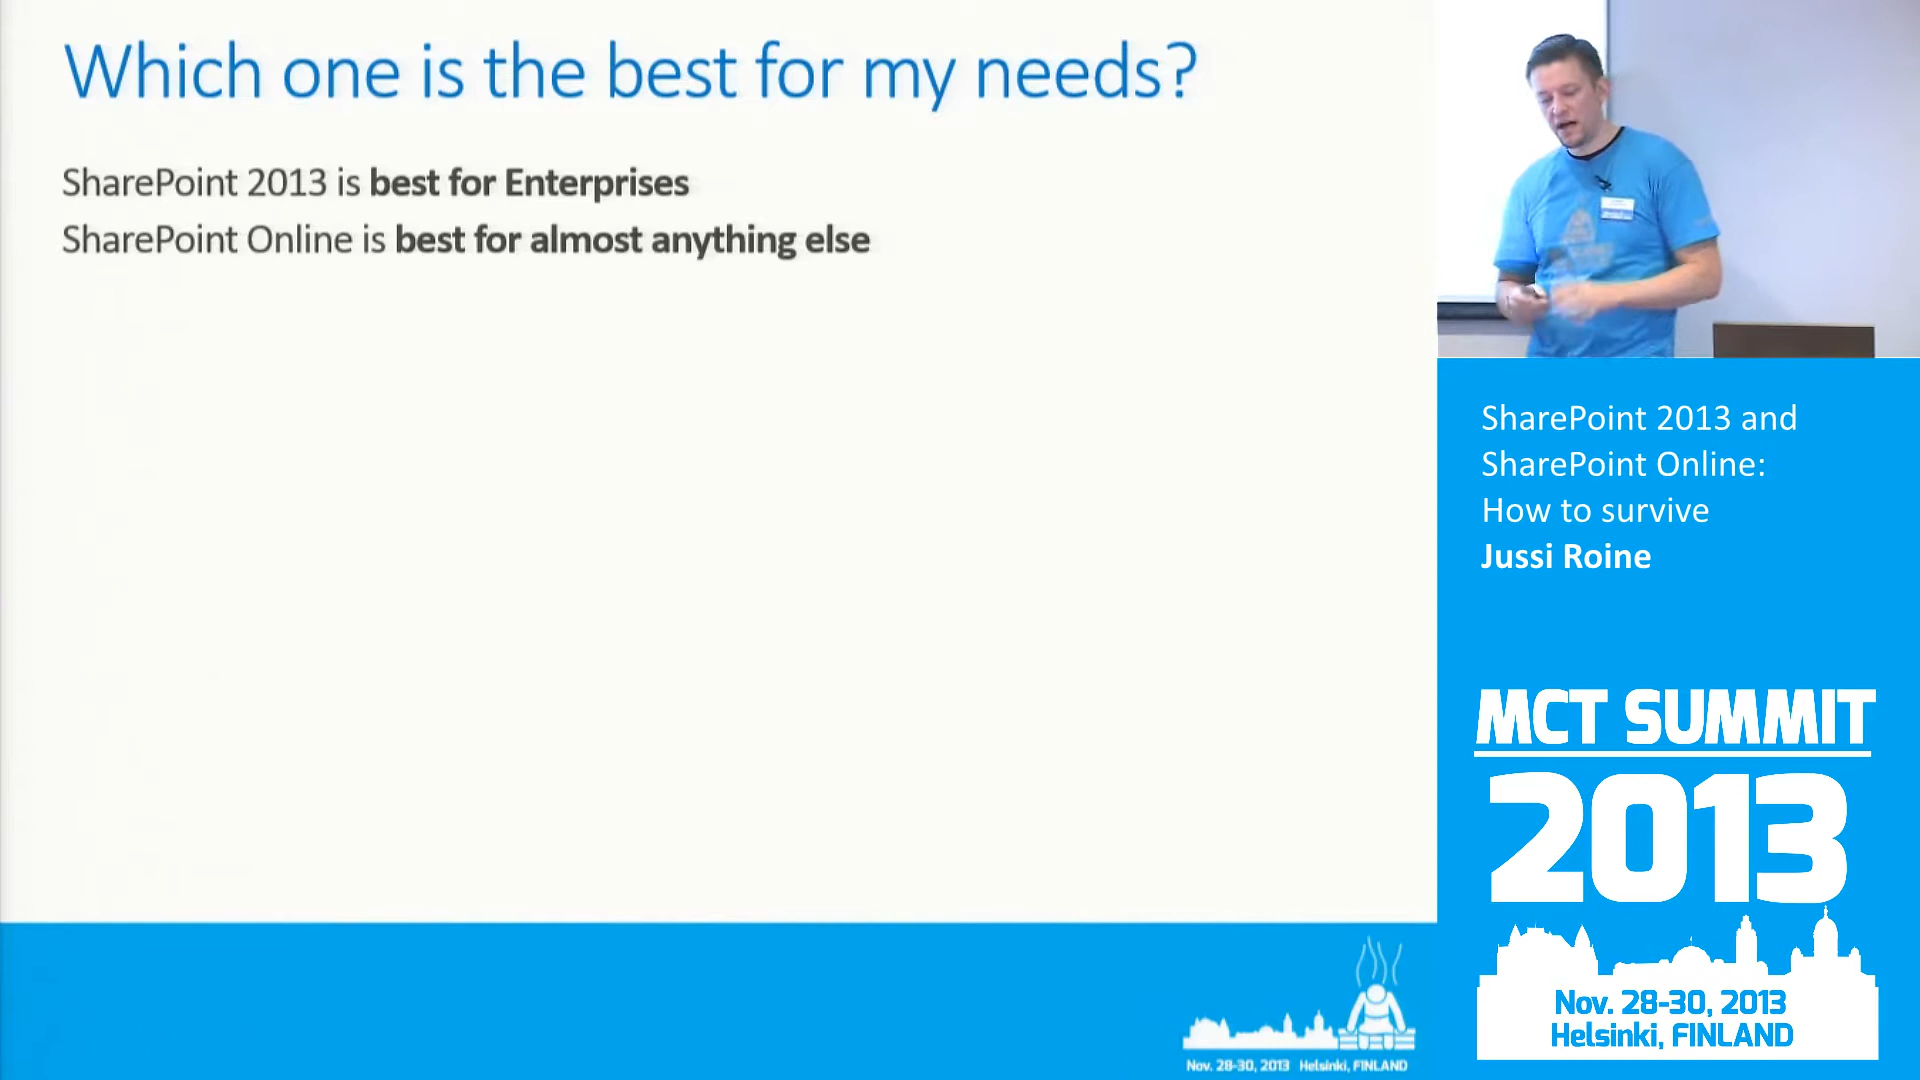 Which one is the best for my needs?
SharePoint 2013 is best for Enterprises
SharePoint Online is best for almost anything else
SharePoint 2013 and
SharePoint Online:
How to survive
Jussi Roine
MCT SUMMIT
2013
Nov. 28-30, 2013
Helsinki, FINLAND
Nov. 28-30, 2013 Helsinki, FINLAND